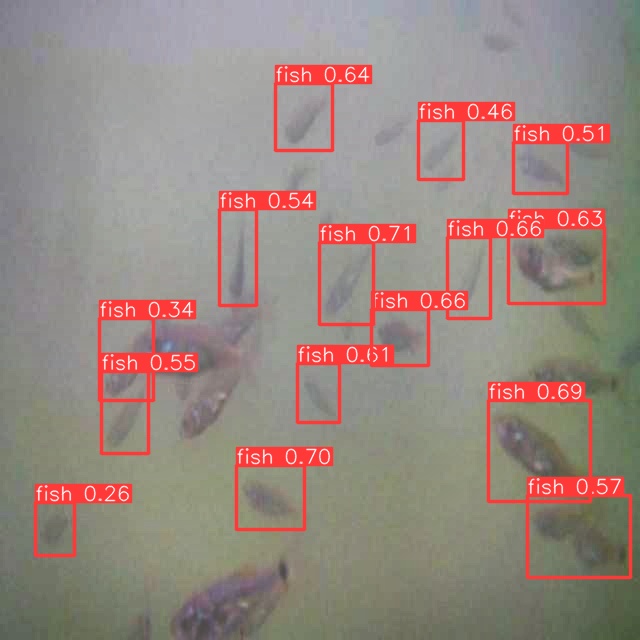 fish 0.64
fish 0.46
fish 0.51
fish 0.54
fish 0.63
fish 0.66
fish 0.71
fish 0.66
fish 0.34
fish 0.55
fish 0.61
fish 0.69
fish 0.70
fish 0.57
fish 0.26